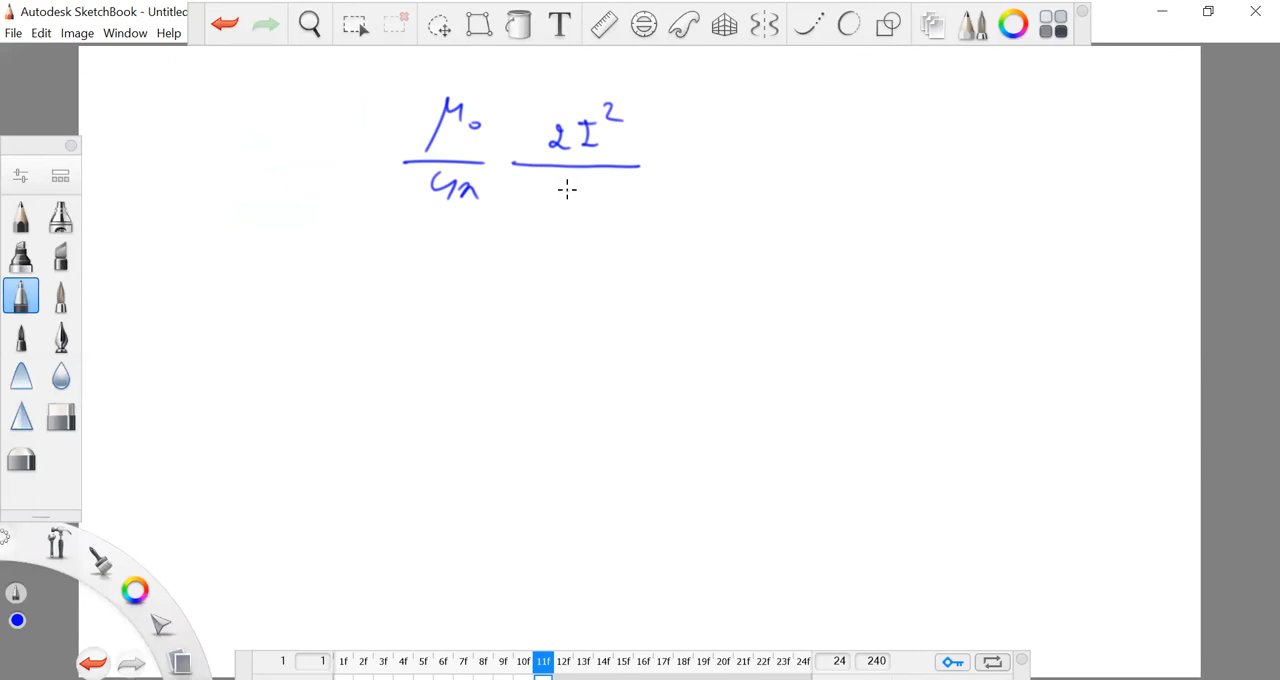 Autodesk SketchBook - Untitled
File Edit Image Window Help
T
μ₀ 2I²
4π
1 1 1f 2f 3f 4f 5f 6f 7f 8f 9f 10f 11f 12f 13f 14f 15f 16f 17f 18f 19f 20f 21f 22f 23f 24f 24 240